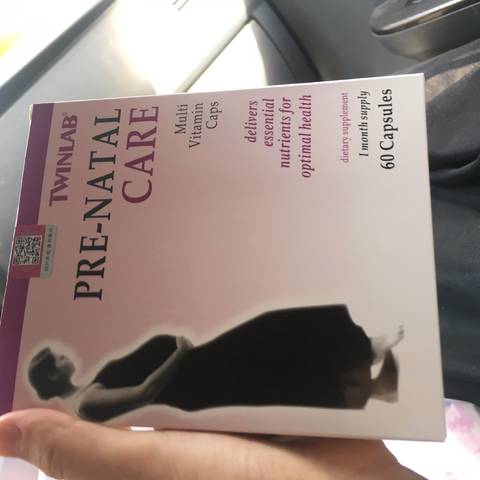 TWINLAB®
PRE-NATAL
CARE
Multi
Vitamin
Caps
delivers
essential
nutrients for
optimal health
dietary supplement
1 month supply
60 Capsules